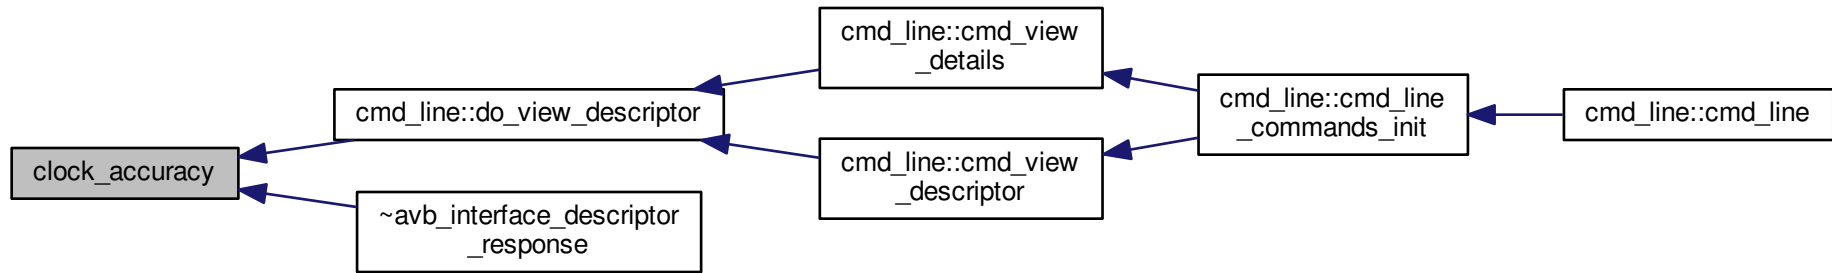 clock_accuracy
cmd_line::do_view_descriptor
~avb_interface_descriptor
_response
cmd_line::cmd_view
_details
cmd_line::cmd_view
_descriptor
cmd_line::cmd_line
_commands_init
cmd_line::cmd_line